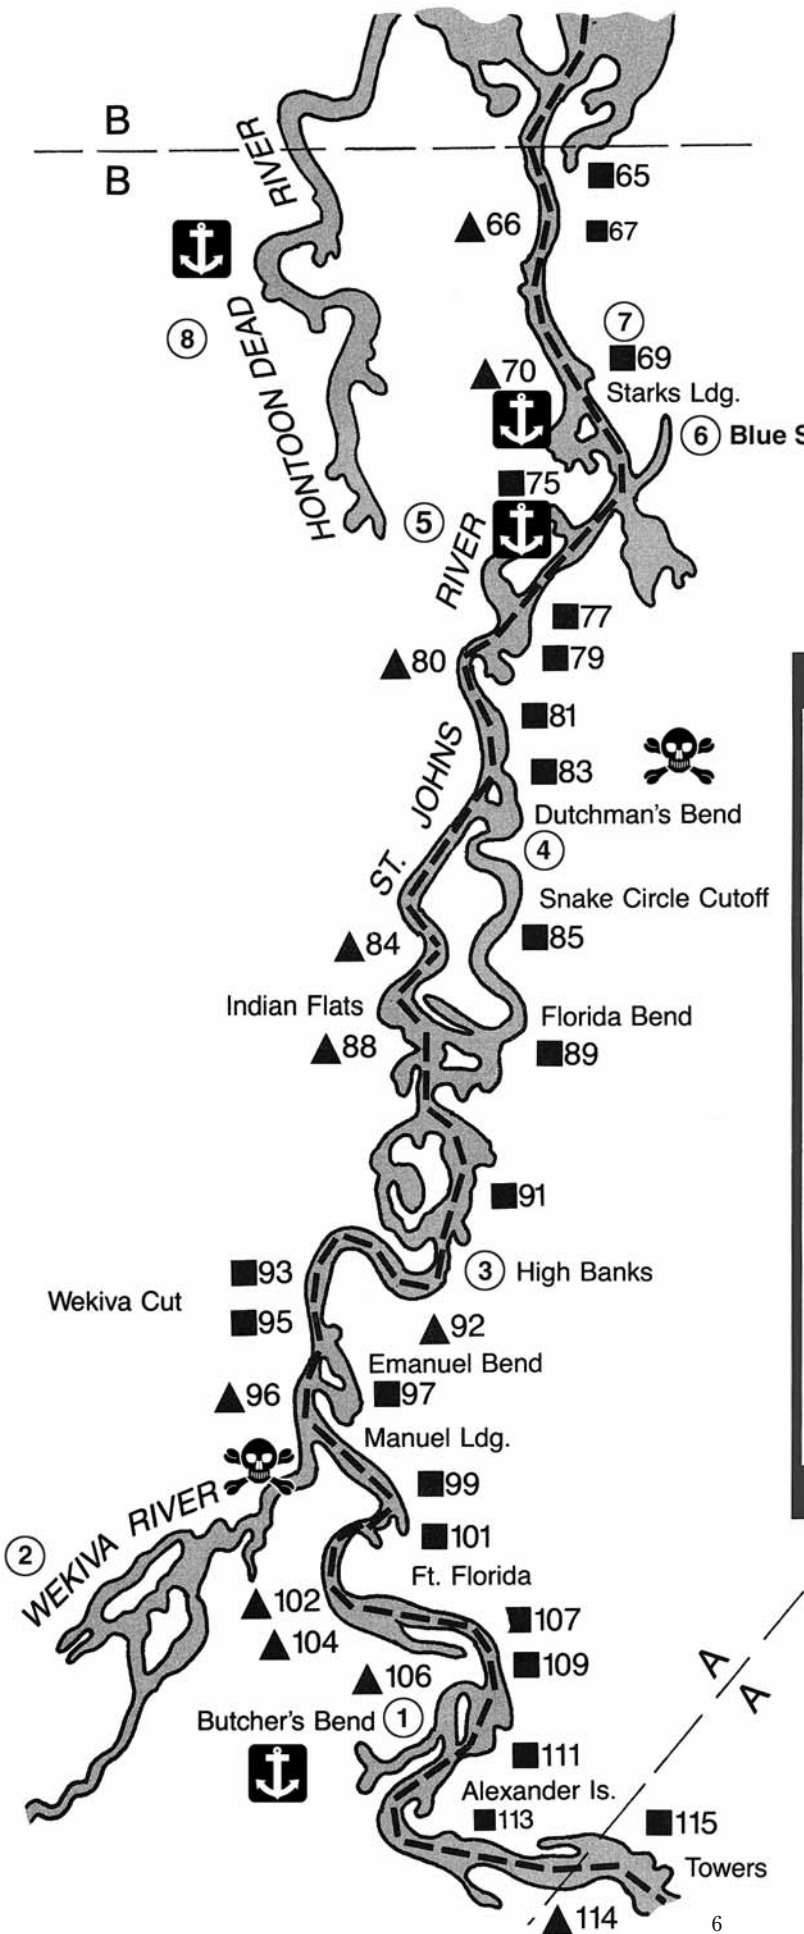 B
B
RIVER
65
66
67
8
HONTOON DEAD
7
69
70
Starks Ldg.
6 Blue S
75
5
RIVER
77
80
79
81
JOHNS
83
Dutchman's Bend
4
ST.
Snake Circle Cutoff
84
85
Indian Flats
Florida Bend
88
89
91
93
3 High Banks
Wekiva Cut
95
92
Emanuel Bend
96
97
Manuel Ldg.
99
WEKIVA RIVER
101
2
Ft. Florida
102
107
104
109
106
A
A
Butcher's Bend 1
111
Alexander Is.
113
115
Towers
114
6